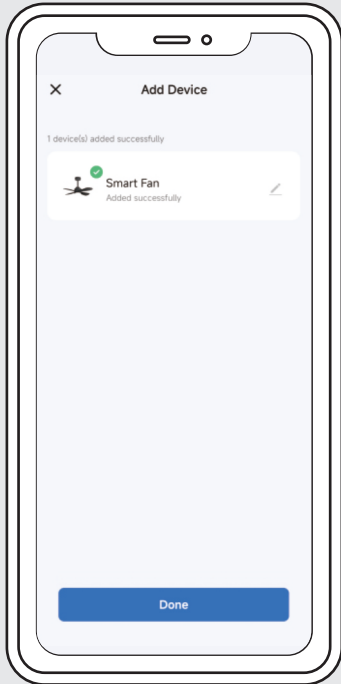 Add Device
1 device(s) added successfully
Smart Fan
Added successfully
Done